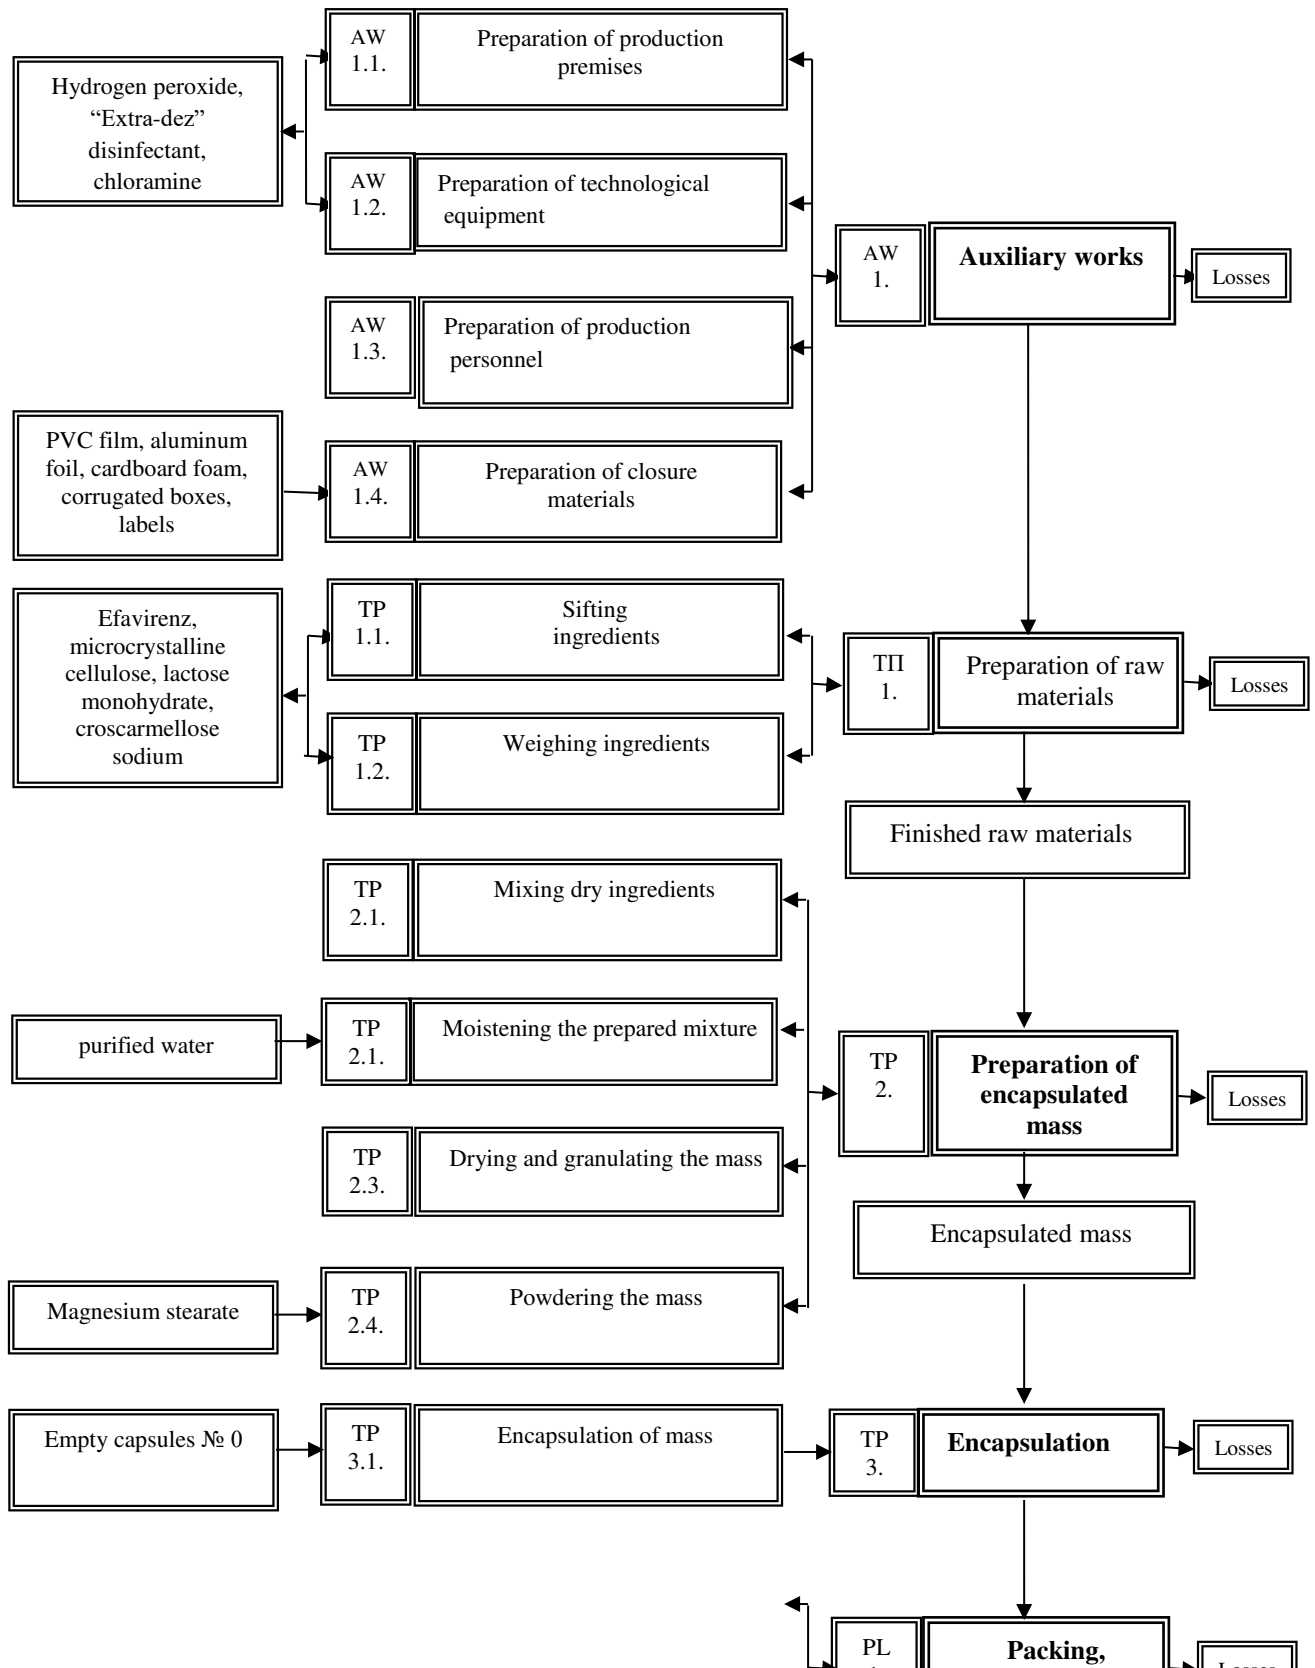 AW
1.1.
Preparation of production
premises
Hydrogen peroxide,
“Extra-dez”
disinfectant,
chloramine
AW
1.2.
Preparation of technological
equipment
AW
1.
Auxiliary works
Losses
AW
1.3.
Preparation of production
personnel
PVC film, aluminum
foil, cardboard foam,
corrugated boxes,
labels
AW
1.4.
Preparation of closure
materials
Efavirenz,
microcrystalline
cellulose, lactose
monohydrate,
croscarmellose
sodium
TP
1.1.
Sifting
ingredients
TP
1.2.
Weighing ingredients
ТП
1.
Preparation of raw
materials
Losses
Finished raw materials
TP
2.1.
Mixing dry ingredients
purified water
TP
2.1.
Moistening the prepared mixture
TP
2.
Preparation of
encapsulated
mass
Losses
TP
2.3.
Drying and granulating the mass
Encapsulated mass
Magnesium stearate
TP
2.4.
Powdering the mass
Empty capsules № 0
TP
3.1.
Encapsulation of mass
TP
3.
Encapsulation
Losses
PL
Packing,